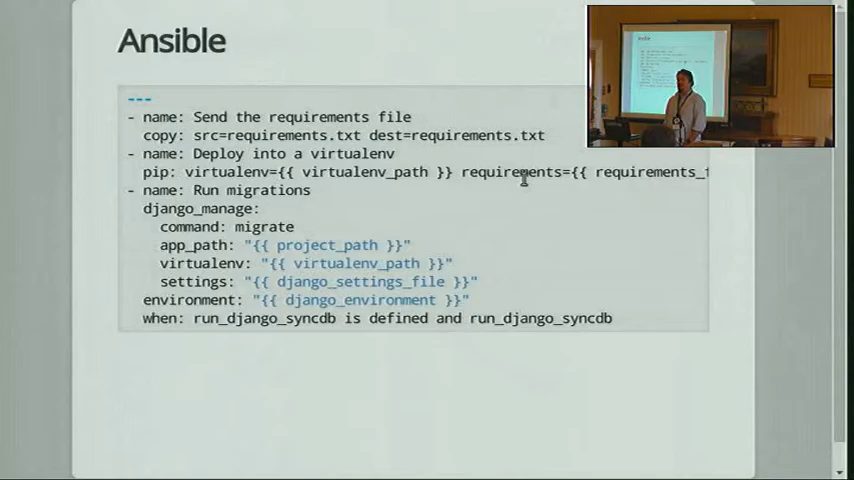 Ansible
---
- name: Send the requirements file
copy: src=requirements.txt dest=requirements.txt
- name: Deploy into a virtualenv
pip: virtualenv={{ virtualenv_path }} requirements={{ requirements_f
- name: Run migrations
django_manage:
command: migrate
app_path: "{{ project_path }}"
virtualenv: "{{ virtualenv_path }}"
settings: "{{ django_settings_file }}"
environment: "{{ django_environment }}"
when: run_django_syncdb is defined and run_django_syncdb